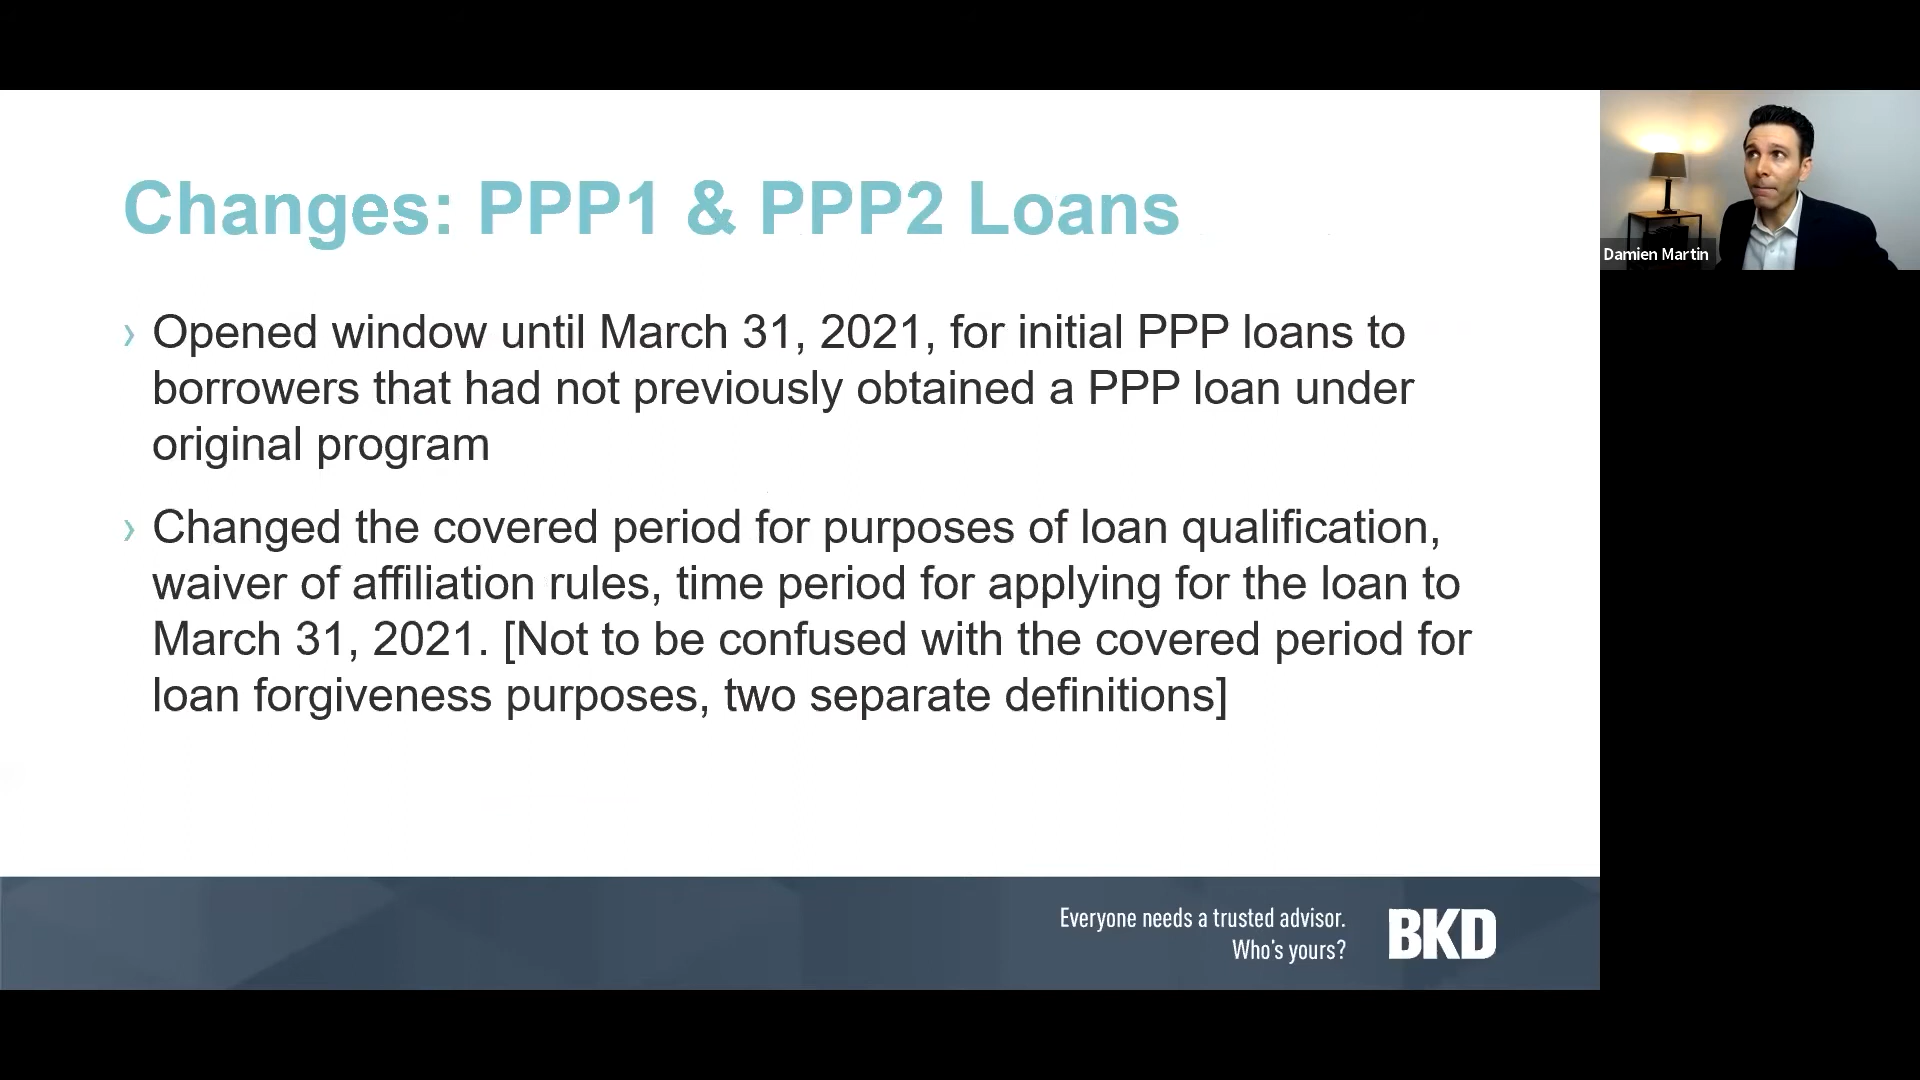 Changes: PPP1 & PPP2 Loans
› Opened window until March 31, 2021, for initial PPP loans to
borrowers that had not previously obtained a PPP loan under
original program
› Changed the covered period for purposes of loan qualification,
waiver of affiliation rules, time period for applying for the loan to
March 31, 2021. [Not to be confused with the covered period for
loan forgiveness purposes, two separate definitions]
Everyone needs a trusted advisor.
Who's yours?
BKD
Damien Martin